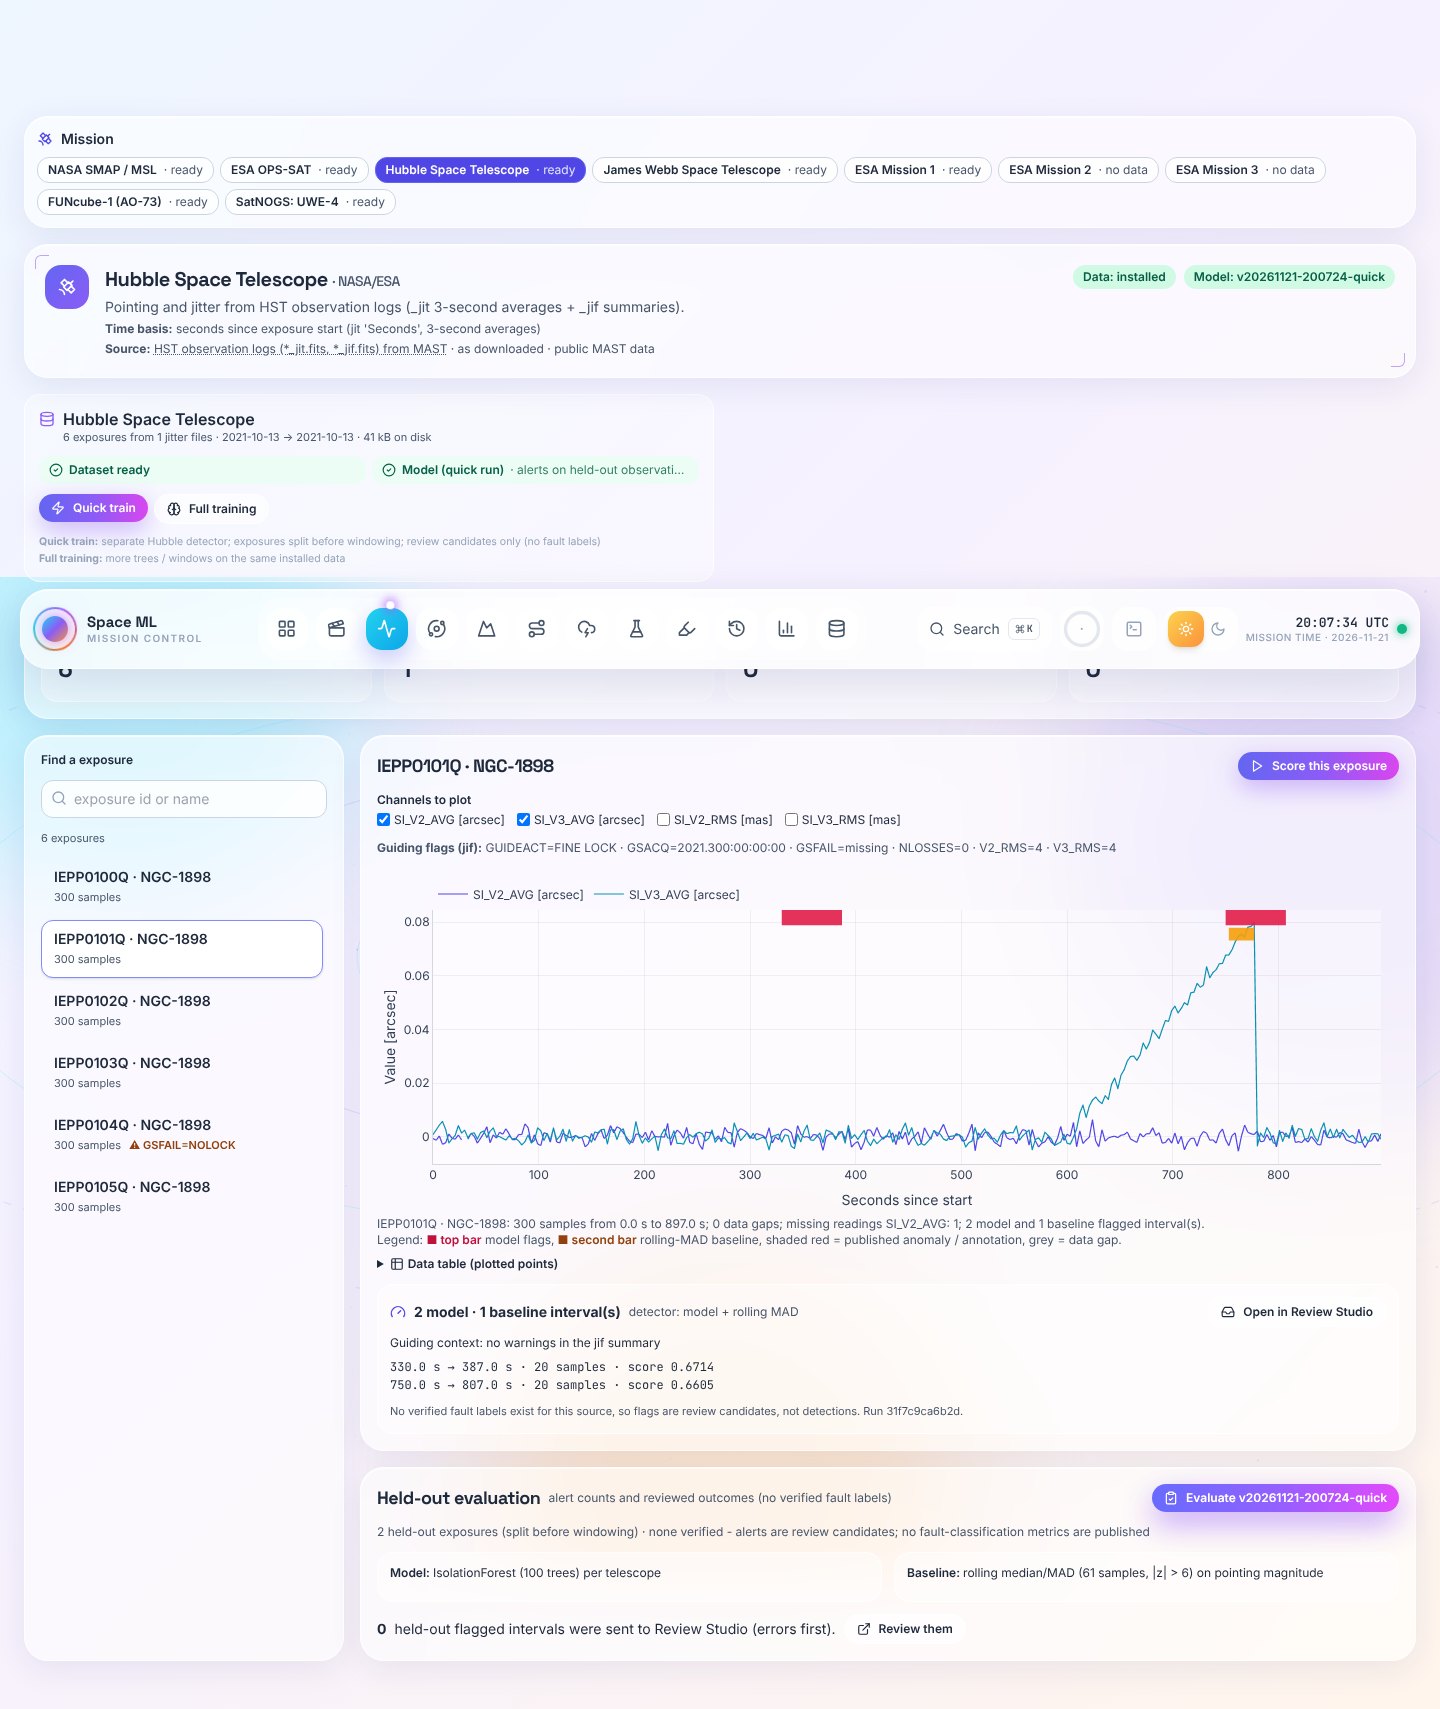 Mission
NASA SMAP / MSL · ready
ESA OPS-SAT · ready
Hubble Space Telescope · ready
James Webb Space Telescope · ready
ESA Mission 1 · ready
ESA Mission 2 · no data
ESA Mission 3 · no data
FUNcube-1 (AO-73) · ready
SatNOGS: UWE-4 · ready
Hubble Space Telescope · NASA/ESA
Data: installed
Model: v20261121-200724-quick
Pointing and jitter from HST observation logs (_jit 3-second averages + _jif summaries).
Time basis: seconds since exposure start (jit 'Seconds', 3-second averages)
Source: HST observation logs (*_jit.fits, *_jif.fits) from MAST · as downloaded · public MAST data
Hubble Space Telescope
6 exposures from 1 jitter files · 2021-10-13 → 2021-10-13 · 41 kB on disk
Dataset ready
Model (quick run) · alerts on held-out observati...
Quick train
Full training
Quick train: separate Hubble detector; exposures split before windowing; review candidates only (no fault labels)
Full training: more trees / windows on the same installed data
Space ML
MISSION CONTROL
Search ⌘K
20:07:34 UTC
MISSION TIME · 2026-11-21
Find a exposure
exposure id or name
6 exposures
IEPP0100Q · NGC-1898
300 samples
IEPP0101Q · NGC-1898
300 samples
IEPP0102Q · NGC-1898
300 samples
IEPP0103Q · NGC-1898
300 samples
IEPP0104Q · NGC-1898
300 samples ⚠ GSFAIL=NOLOCK
IEPP0105Q · NGC-1898
300 samples
IEPP0101Q · NGC-1898
Score this exposure
Channels to plot
SI_V2_AVG [arcsec] SI_V3_AVG [arcsec] SI_V2_RMS [mas] SI_V3_RMS [mas]
Guiding flags (jif): GUIDEACT=FINE LOCK · GSACQ=2021.300:00:00:00 · GSFAIL=missing · NLOSSES=0 · V2_RMS=4 · V3_RMS=4
SI_V2_AVG [arcsec] SI_V3_AVG [arcsec]
0.08
0.06
0.04
0.02
0
Value [arcsec]
0 100 200 300 400 500 600 700 800
Seconds since start
IEPP0101Q · NGC-1898: 300 samples from 0.0 s to 897.0 s; 0 data gaps; missing readings SI_V2_AVG: 1; 2 model and 1 baseline flagged interval(s).
Legend: ■ top bar model flags, ■ second bar rolling-MAD baseline, shaded red = published anomaly / annotation, grey = data gap.
Data table (plotted points)
2 model · 1 baseline interval(s) detector: model + rolling MAD
Open in Review Studio
Guiding context: no warnings in the jif summary
330.0 s → 387.0 s · 20 samples · score 0.6714
750.0 s → 807.0 s · 20 samples · score 0.6605
No verified fault labels exist for this source, so flags are review candidates, not detections. Run 31f7c9ca6b2d.
Held-out evaluation alert counts and reviewed outcomes (no verified fault labels)
Evaluate v20261121-200724-quick
2 held-out exposures (split before windowing) · none verified - alerts are review candidates; no fault-classification metrics are published
Model: IsolationForest (100 trees) per telescope
Baseline: rolling median/MAD (61 samples, |z| > 6) on pointing magnitude
0 held-out flagged intervals were sent to Review Studio (errors first).
Review them